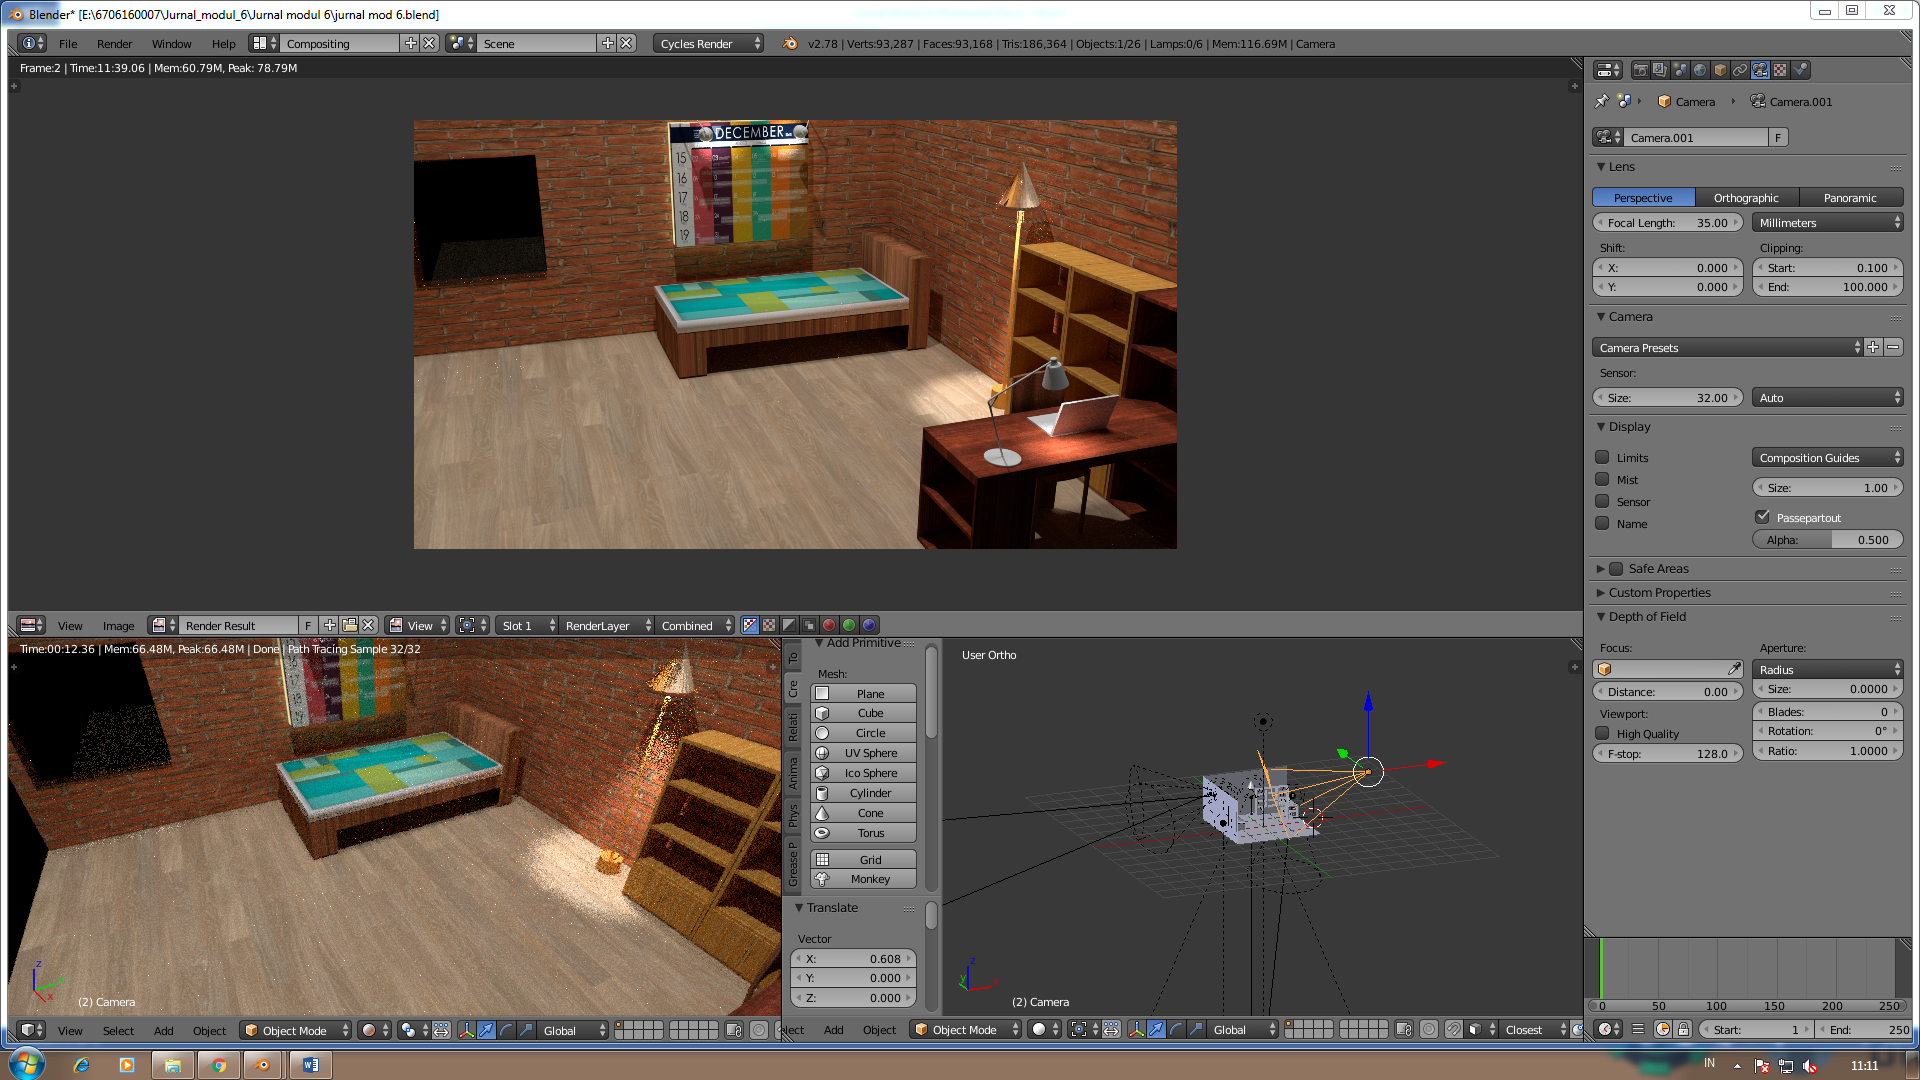 Blender* [E:\6706160007\Jurnal_modul_6\Jurnal modul 6\jurnal mod 6.blend]
File Render Window Help Compositing Scene Cycles Render v2.78 | Verts:93,287 | Faces:93,168 | Tris:186,364 | Objects:1/26 | Lamps:0/6 | Mem:116.69M | Camera
Frame:2 | Time:11:39.06 | Mem:60.79M, Peak: 78.79M
DECEMBER
15
16
17
18
19
View Image Render Result F View Slot 1 RenderLayer Combined
Time:00:12.36 | Mem:66.48M, Peak:66.48M | Done | Path Tracing Sample 32/32
z
x
(2) Camera
View Select Add Object Object Mode Global
To
Cre
Relati
Anima
Phys
Grease P
Add Primitive
Mesh:
Plane
Cube
Circle
UV Sphere
Ico Sphere
Cylinder
Cone
Torus
Grid
Monkey
Translate
Vector
X: 0.608
Y: 0.000
Z: 0.000
User Ortho
z
y
x
(2) Camera
lect Add Object Object Mode Global Closest
Camera Camera.001
Camera.001 F
Lens
Perspective Orthographic Panoramic
Focal Length: 35.00 Millimeters
Shift: Clipping:
X: 0.000 Start: 0.100
Y: 0.000 End: 100.000
Camera
Camera Presets
Sensor:
Size: 32.00 Auto
Display
Limits Composition Guides
Mist Size: 1.00
Sensor Passepartout
Name Alpha: 0.500
Safe Areas
Custom Properties
Depth of Field
Focus: Aperture:
Radius
Distance: 0.00 Size: 0.0000
Viewport: Blades: 0
High Quality Rotation: 0°
F-stop: 128.0 Ratio: 1.0000
0 50 100 150 200 250
Start: 1 End: 250
IN 11:11